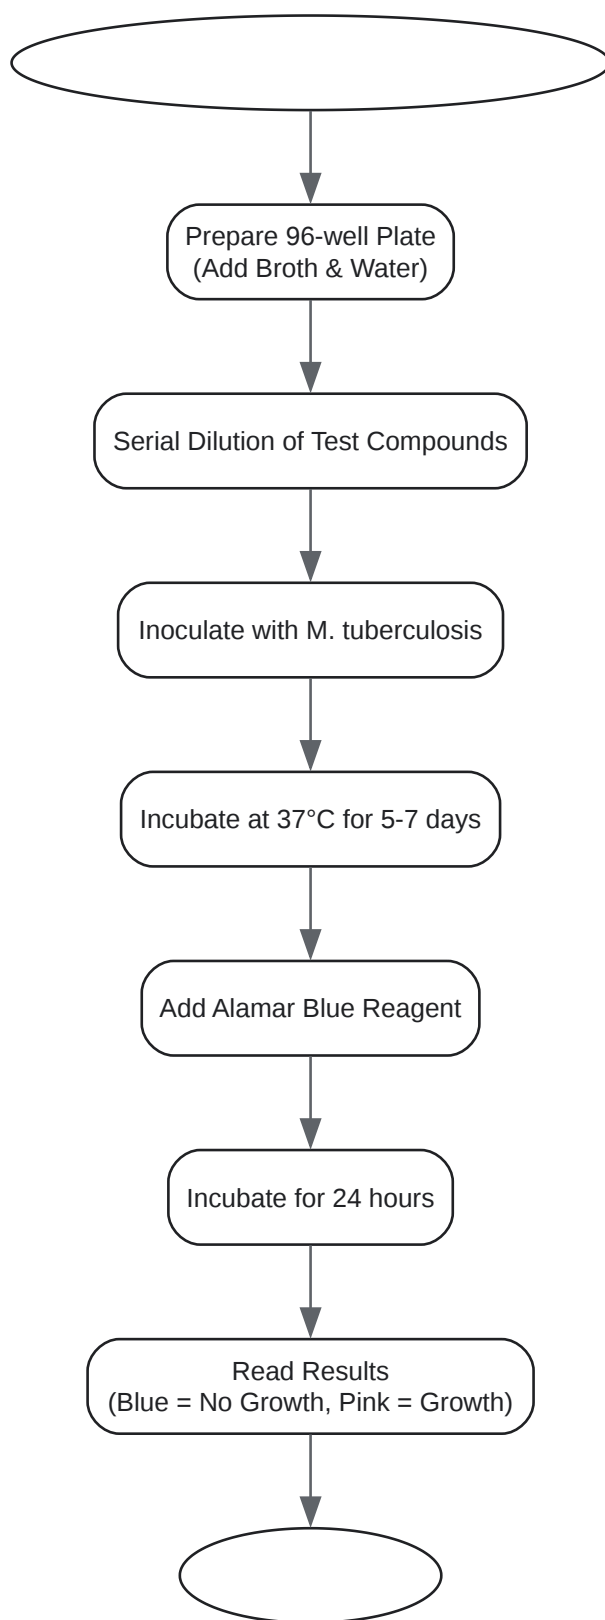 Prepare 96-well Plate
(Add Broth & Water)
Serial Dilution of Test Compounds
Inoculate with M. tuberculosis
Incubate at 37°C for 5-7 days
Add Alamar Blue Reagent
Incubate for 24 hours
Read Results
(Blue = No Growth, Pink = Growth)